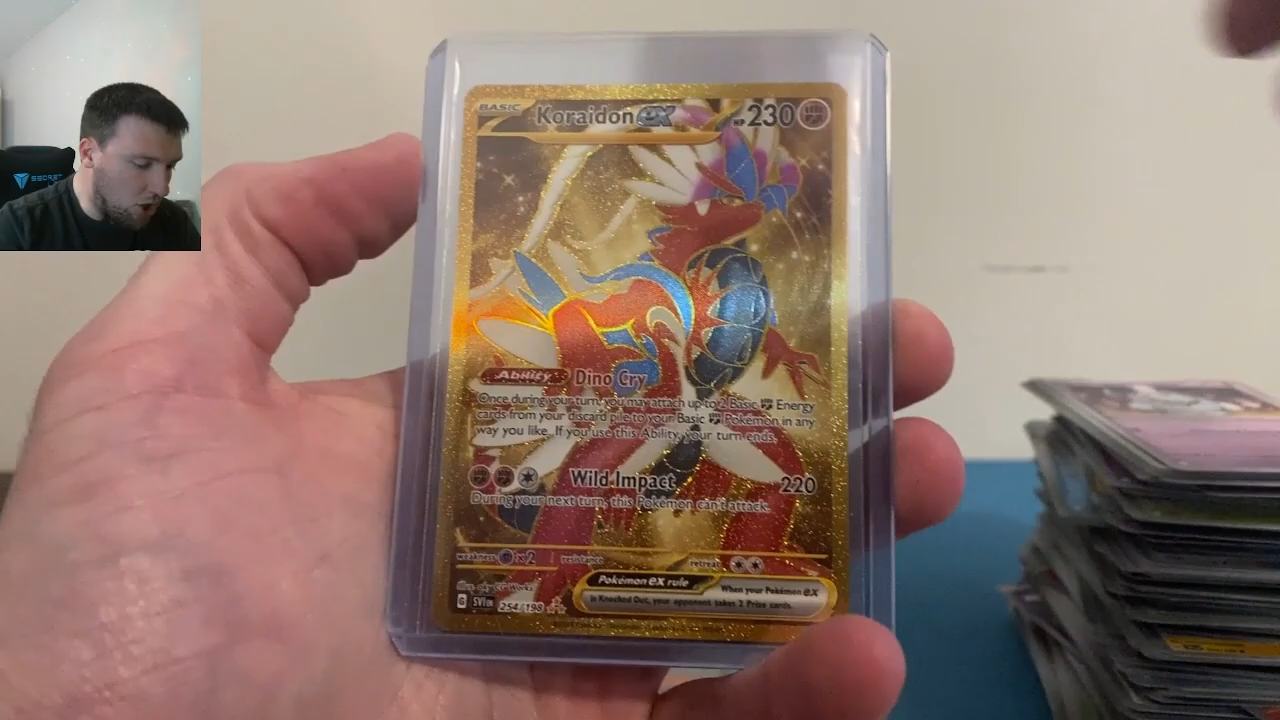 SECRET
BASIC
Koraidon ex HP 230
Ability Dino Cry
Once during your turn, you may attach up to 2 Basic Energy
cards from your discard pile to your Basic Pokémon in any
way you like. If you use this Ability, your turn ends.
Wild Impact 220
During your next turn, this Pokémon can't attack.
weakness x2 resistance retreat
Pokémon ex rule When your Pokémon ex
is Knocked Out, your opponent takes 2 Prize cards.
G SVI EN 254/198